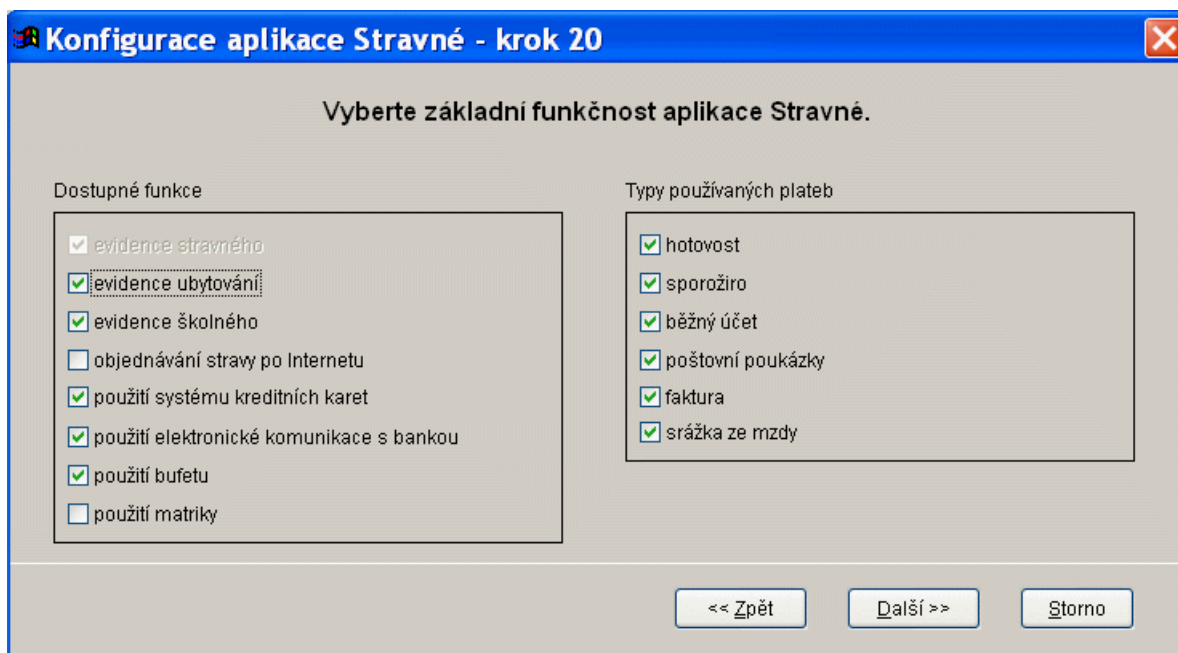 Konfigurace aplikace Stravné - krok 20
Vyberte základní funkčnost aplikace Stravné.
Dostupné funkce
evidence stravného
evidence ubytování
evidence školného
objednávání stravy po Internetu
použití systému kreditních karet
použití elektronické komunikace s bankou
použití bufetu
použití matriky
Typy používaných plateb
hotovost
sporožiro
běžný účet
poštovní poukázky
faktura
srážka ze mzdy
<< Zpět
Další >>
Storno